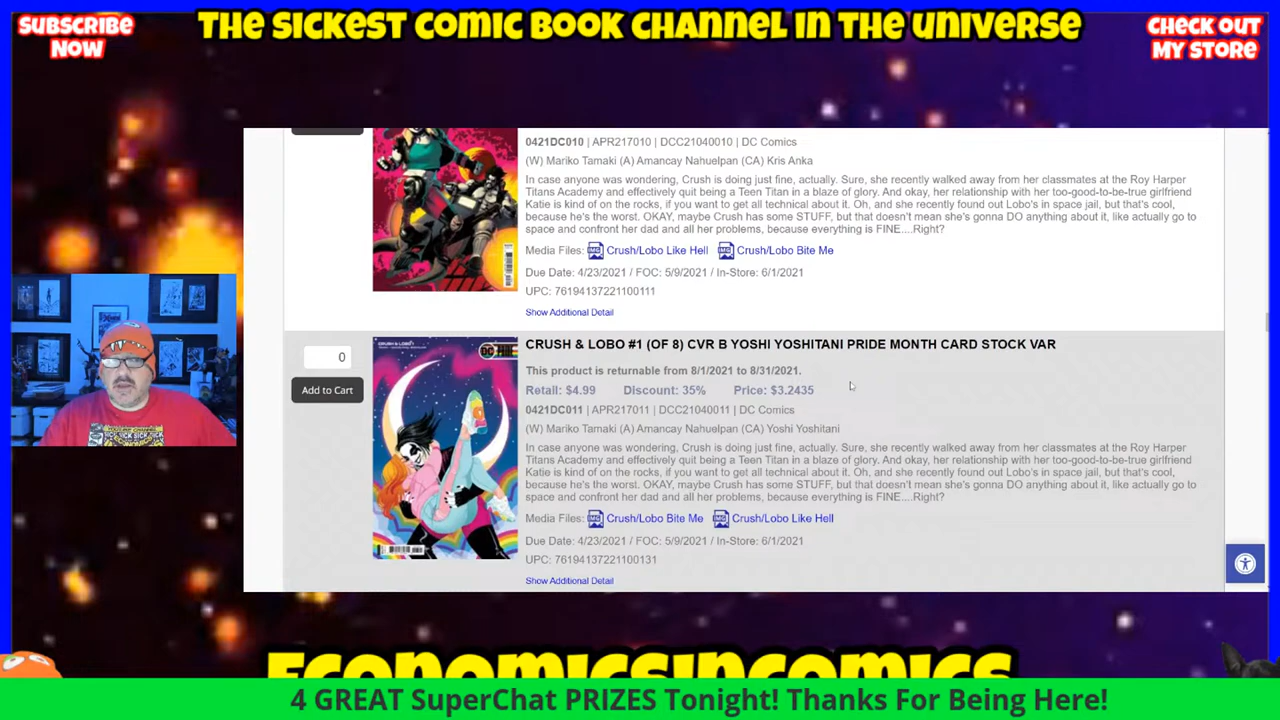 SUBSCRIBE NOW
THE SICKEST COMIC BOOK CHANNEL IN THE UNIVERSE
CHECK OUT MY STORE
0421DC010 | APR217010 | DCC21040010 | DC Comics
(W) Mariko Tamaki (A) Amancay Nahuelpan (CA) Kris Anka
In case anyone was wondering, Crush is doing just fine, actually. Sure, she recently walked away from her classmates at the Roy Harper
Titans Academy and effectively quit being a Teen Titan in a blaze of glory. And okay, her relationship with her too-good-to-be-true girlfriend
Katie is kind of on the rocks, if you want to get all technical about it. Oh, and she recently found out Lobo's in space jail, but that's cool,
because he's the worst. OKAY, maybe Crush has some STUFF, but that doesn't mean she's gonna DO anything about it, like actually go to
space and confront her dad and all her problems, because everything is FINE....Right?
Media Files: IMG Crush/Lobo Like Hell IMG Crush/Lobo Bite Me
Due Date: 4/23/2021 / FOC: 5/9/2021 / In-Store: 6/1/2021
UPC: 76194137221100111
Show Additional Detail
0
Add to Cart
CRUSH & LOBO
DC PRIDE
CRUSH & LOBO #1 (OF 8) CVR B YOSHI YOSHITANI PRIDE MONTH CARD STOCK VAR
This product is returnable from 8/1/2021 to 8/31/2021.
Retail: $4.99 Discount: 35% Price: $3.2435
0421DC011 | APR217011 | DCC21040011 | DC Comics
(W) Mariko Tamaki (A) Amancay Nahuelpan (CA) Yoshi Yoshitani
In case anyone was wondering, Crush is doing just fine, actually. Sure, she recently walked away from her classmates at the Roy Harper
Titans Academy and effectively quit being a Teen Titan in a blaze of glory. And okay, her relationship with her too-good-to-be-true girlfriend
Katie is kind of on the rocks, if you want to get all technical about it. Oh, and she recently found out Lobo's in space jail, but that's cool,
because he's the worst. OKAY, maybe Crush has some STUFF, but that doesn't mean she's gonna DO anything about it, like actually go to
space and confront her dad and all her problems, because everything is FINE....Right?
Media Files: IMG Crush/Lobo Bite Me IMG Crush/Lobo Like Hell
Due Date: 4/23/2021 / FOC: 5/9/2021 / In-Store: 6/1/2021
UPC: 76194137221100131
Show Additional Detail
ECONOMICSINCOMICS
4 GREAT SuperChat PRIZES Tonight! Thanks For Being Here!